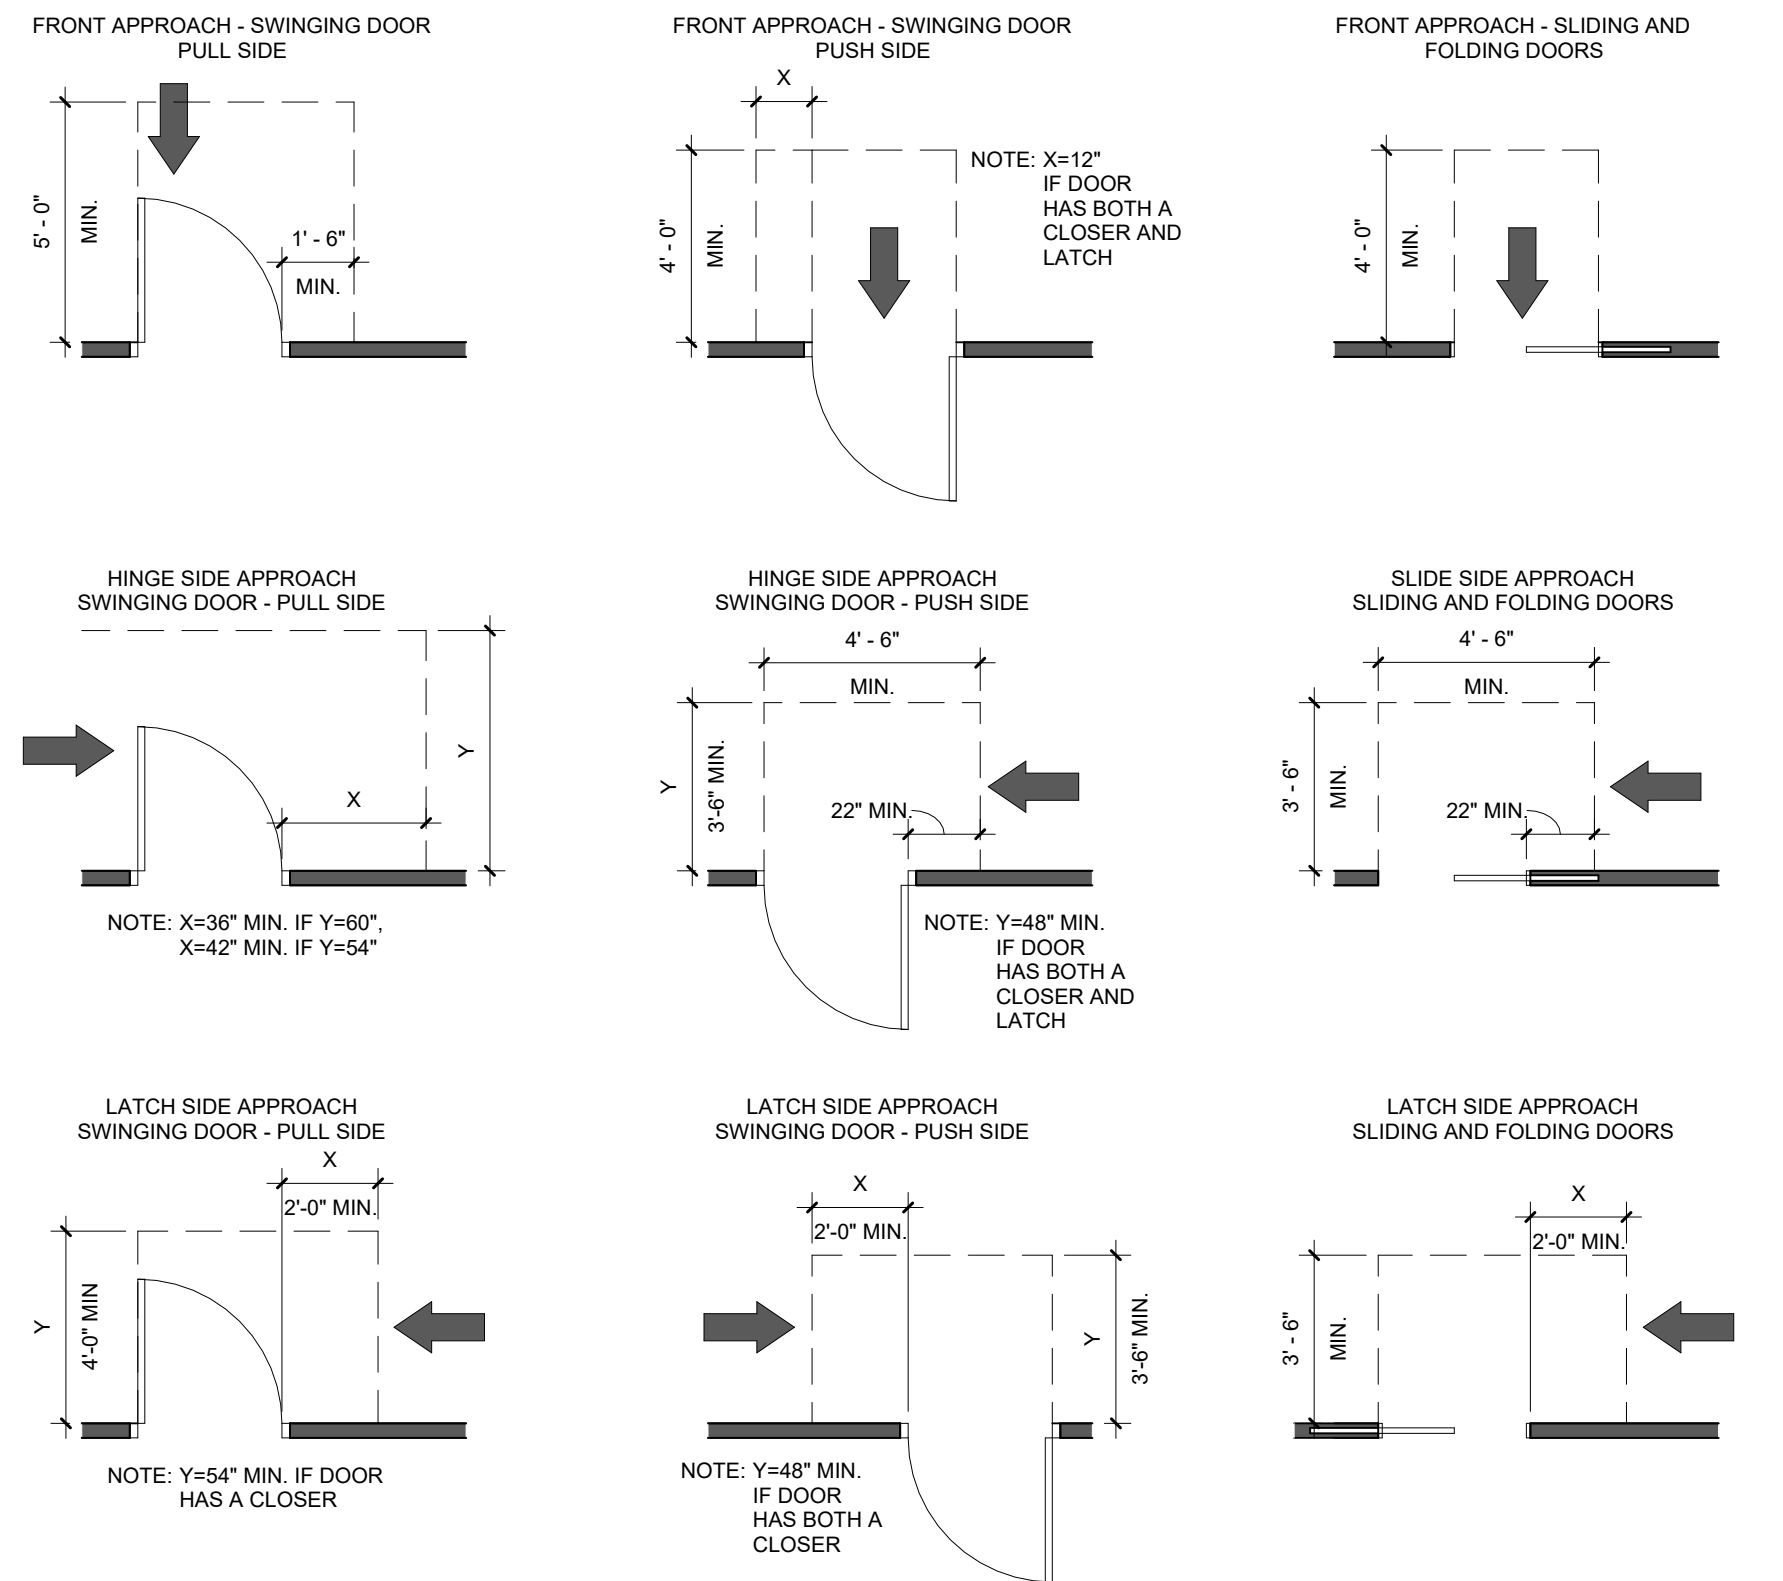 FRONT APPROACH - SWINGING DOOR
PULL SIDE
5' - 0"
MIN.
1' - 6"
MIN.
FRONT APPROACH - SWINGING DOOR
PUSH SIDE
X
4' - 0"
MIN.
NOTE: X=12"
IF DOOR
HAS BOTH A
CLOSER AND
LATCH
FRONT APPROACH - SLIDING AND
FOLDING DOORS
4' - 0"
MIN.
HINGE SIDE APPROACH
SWINGING DOOR - PULL SIDE
X
Y
NOTE: X=36" MIN. IF Y=60",
X=42" MIN. IF Y=54"
HINGE SIDE APPROACH
SWINGING DOOR - PUSH SIDE
4' - 6"
MIN.
Y
3'-6" MIN.
22" MIN.
NOTE: Y=48" MIN.
IF DOOR
HAS BOTH A
CLOSER AND
LATCH
SLIDE SIDE APPROACH
SLIDING AND FOLDING DOORS
4' - 6"
MIN.
3' - 6"
MIN.
22" MIN.
LATCH SIDE APPROACH
SWINGING DOOR - PULL SIDE
X
2'-0" MIN.
Y
4'-0" MIN
NOTE: Y=54" MIN. IF DOOR
HAS A CLOSER
LATCH SIDE APPROACH
SWINGING DOOR - PUSH SIDE
X
2'-0" MIN.
Y
3'-6" MIN.
NOTE: Y=48" MIN.
IF DOOR
HAS BOTH A
CLOSER
LATCH SIDE APPROACH
SLIDING AND FOLDING DOORS
X
2'-0" MIN.
3' - 6"
MIN.